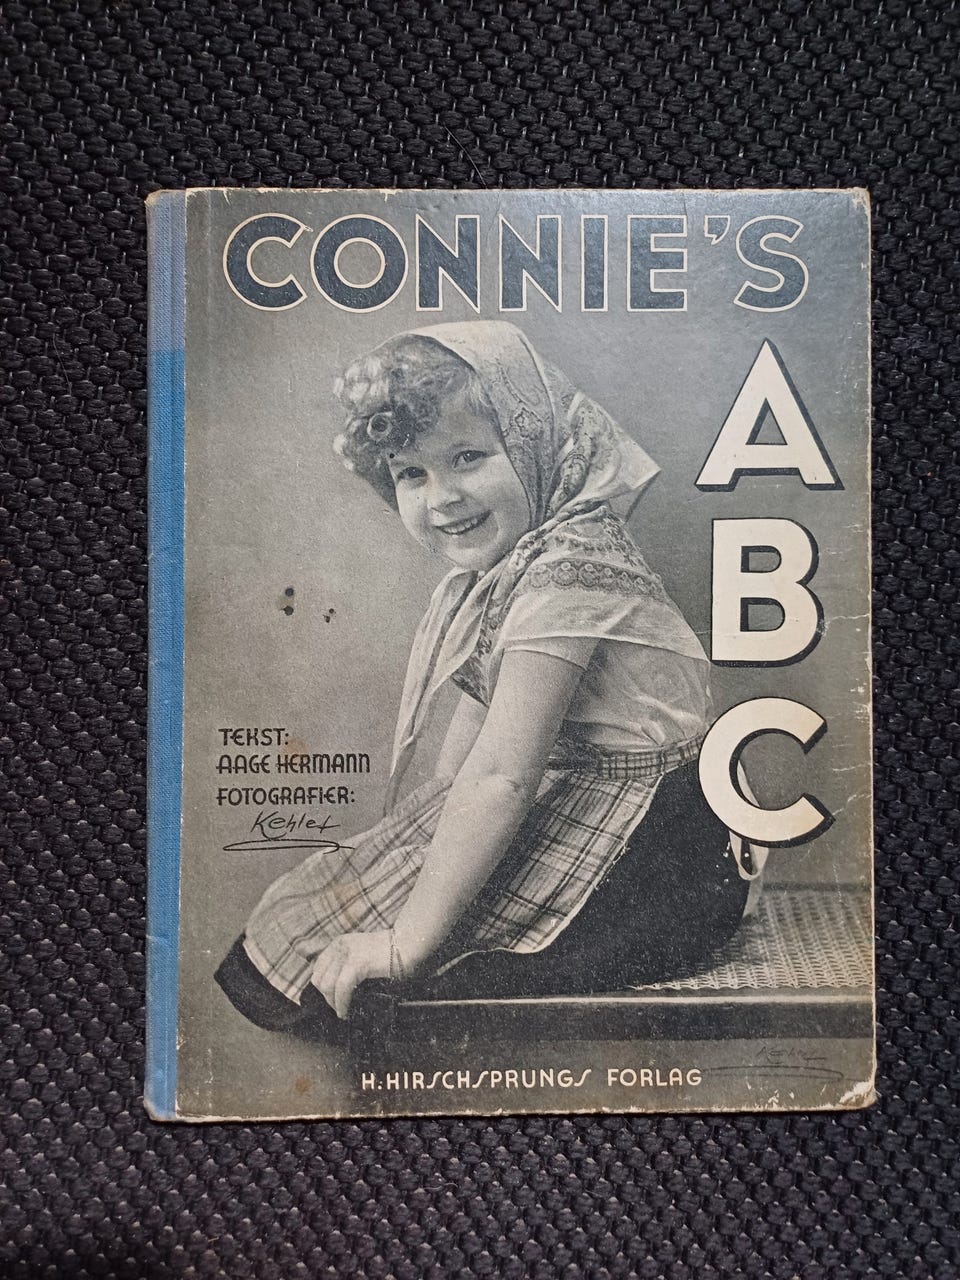 CONNIE'S
A
B
C
TEKST:
AAGE HERMANN
FOTOGRAFIER:
Kehlet
H. HIRSCHSPRUNGS FORLAG